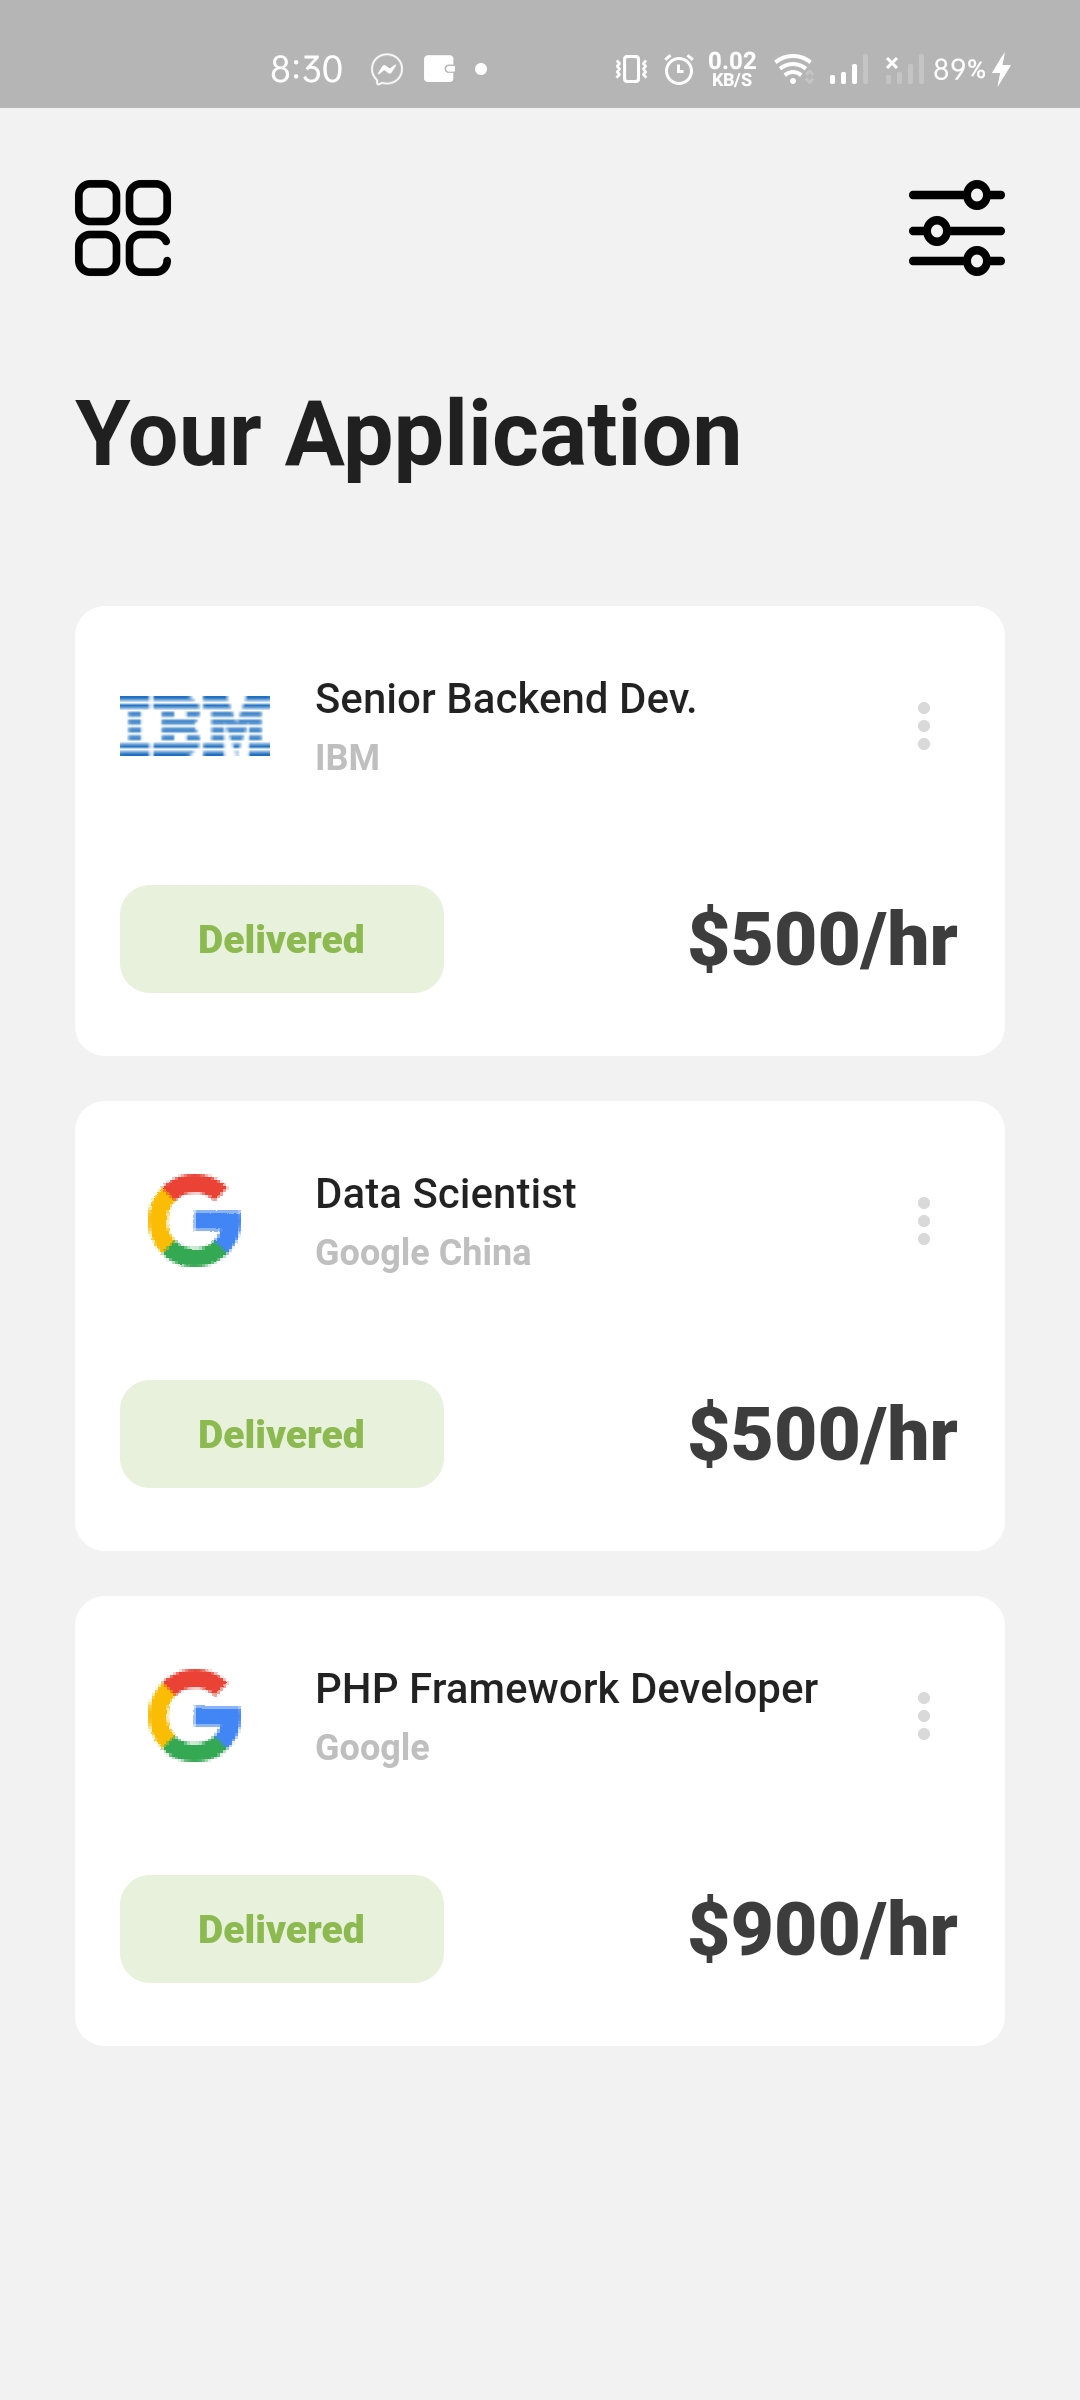 8:30 0.02 KB/S 89%
Your Application
IBM
Senior Backend Dev.
IBM
Delivered
$500/hr
Data Scientist
Google China
Delivered
$500/hr
PHP Framework Developer
Google
Delivered
$900/hr